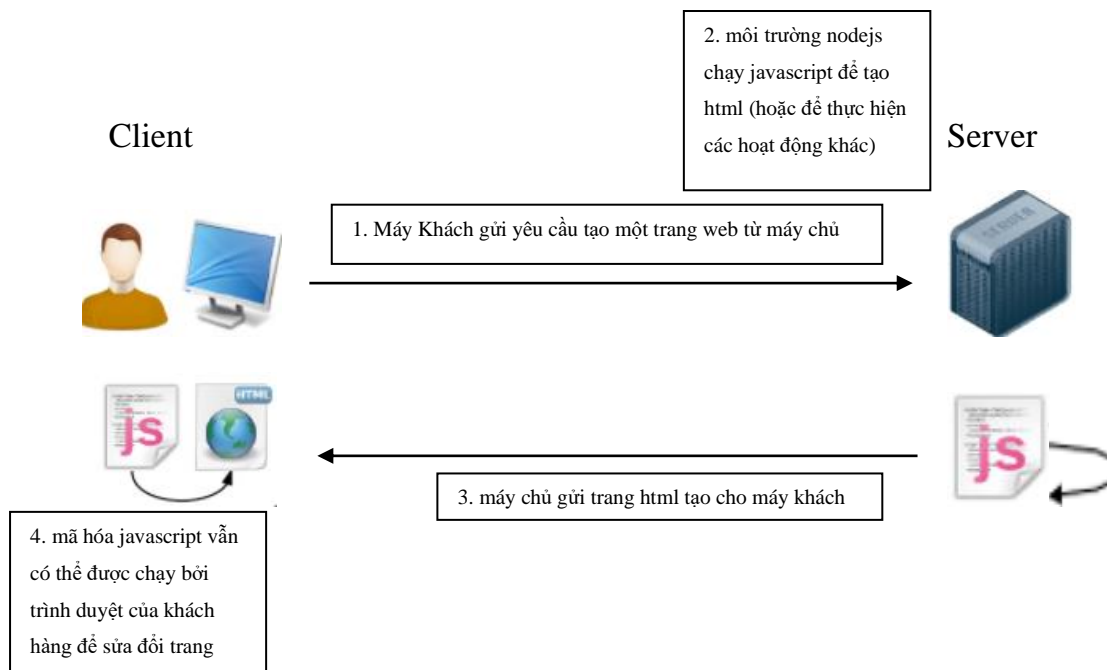 2. môi trường nodejs
chạy javascript để tạo
html (hoặc để thực hiện
các hoạt động khác)
Client
Server
1. Máy Khách gửi yêu cầu tạo một trang web từ máy chủ
SERVER
HTML
js
js
3. máy chủ gửi trang html tạo cho máy khách
4. mã hóa javascript vẫn
có thể được chạy bởi
trình duyệt của khách
hàng để sửa đổi trang